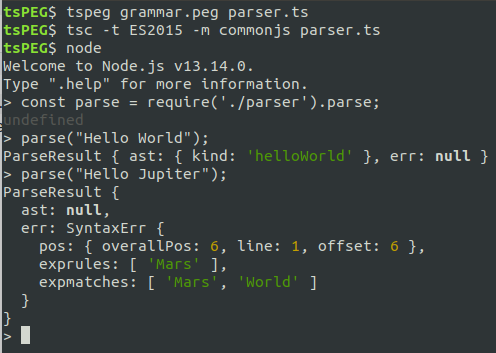 tsPEG$ tspeg grammar.peg parser.ts
tsPEG$ tsc -t ES2015 -m commonjs parser.ts
tsPEG$ node
Welcome to Node.js v13.14.0.
Type ".help" for more information.
> const parse = require('./parser').parse;
undefined
> parse("Hello World");
ParseResult { ast: { kind: 'helloWorld' }, err: null }
> parse("Hello Jupiter");
ParseResult {
  ast: null,
  err: SyntaxErr {
    pos: { overallPos: 6, line: 1, offset: 6 },
    exprules: [ 'Mars' ],
    expmatches: [ 'Mars', 'World' ]
  }
}
>